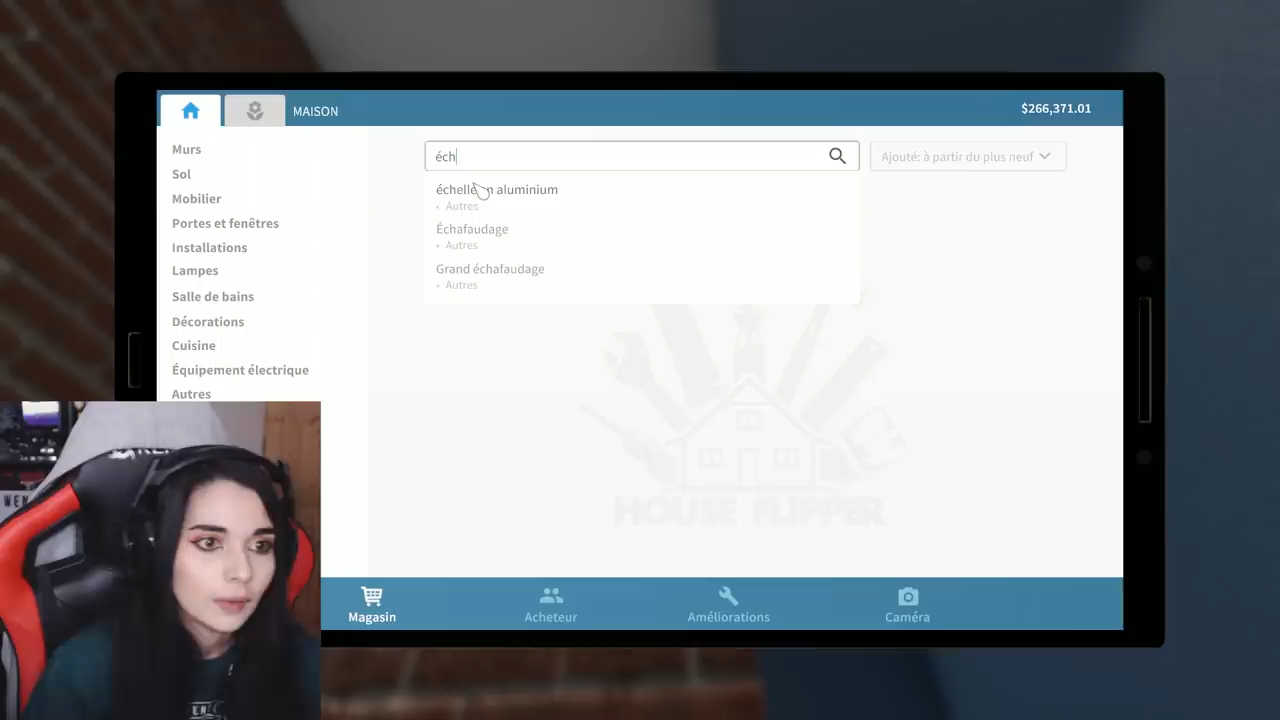 MAISON
$266,371.01
Murs
Sol
Mobilier
Portes et fenêtres
Installations
Lampes
Salle de bains
Décorations
Cuisine
Équipement électrique
Autres
éch
Ajouté: à partir du plus neuf
échelle en aluminium
• Autres
Échafaudage
• Autres
Grand échafaudage
• Autres
HOUSE FLIPPER
Magasin
Acheteur
Améliorations
Caméra